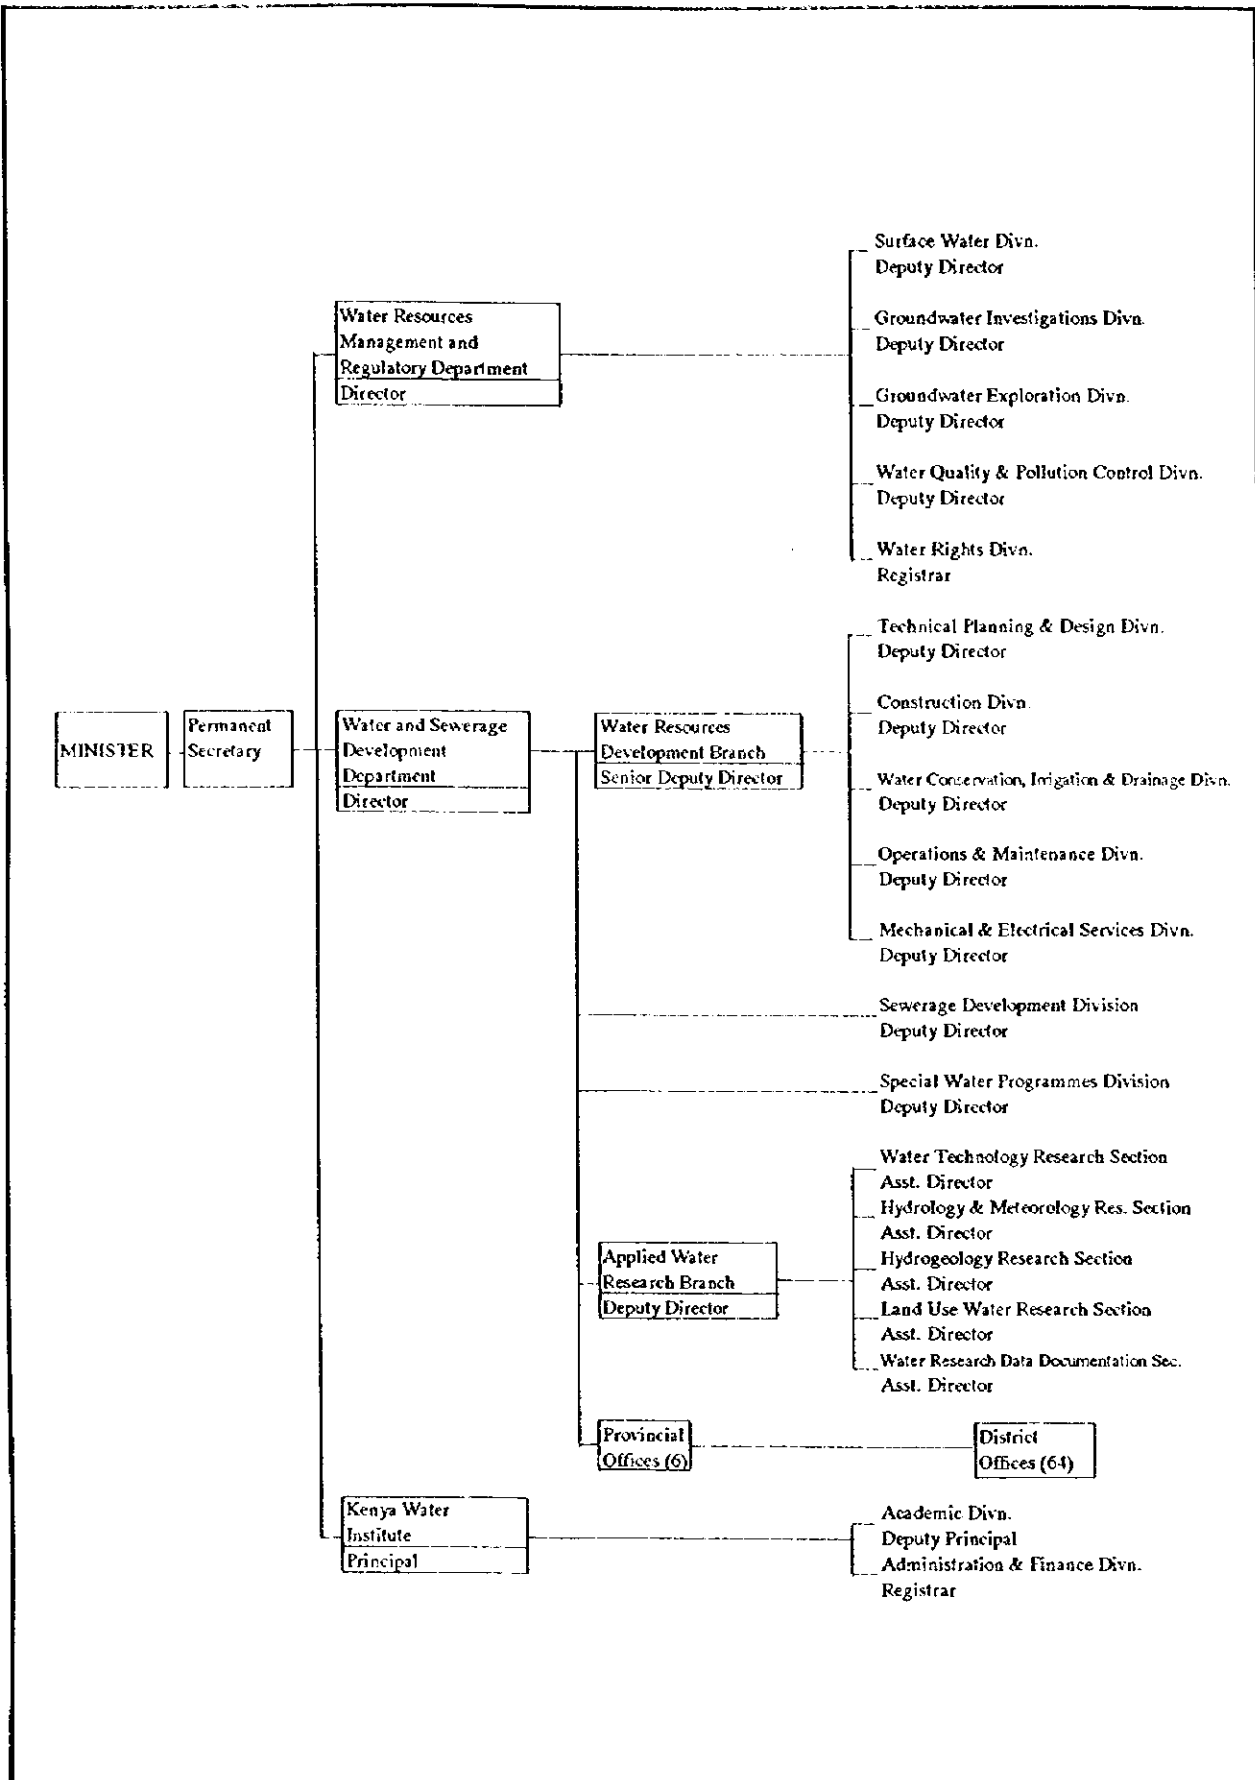 Surface Water Divn.
Deputy Director
Water Resources
Management and
Regulatory Department
Director
Groundwater Investigations Divn.
Deputy Director
Groundwater Exploration Divn.
Deputy Director
Water Quality & Pollution Control Divn.
Deputy Director
Water Rights Divn.
Registrar
MINISTER
Permanent
Secretary
Water and Sewerage
Development
Department
Director
Water Resources
Development Branch
Senior Deputy Director
Technical Planning & Design Divn.
Deputy Director
Construction Divn.
Deputy Director
Water Conservation, Irrigation & Drainage Divn.
Deputy Director
Operations & Maintenance Divn.
Deputy Director
Mechanical & Electrical Services Divn.
Deputy Director
Sewerage Development Division
Deputy Director
Special Water Programmes Division
Deputy Director
Applied Water
Research Branch
Deputy Director
Water Technology Research Section
Asst. Director
Hydrology & Meteorology Res. Section
Asst. Director
Hydrogeology Research Section
Asst. Director
Land Use Water Research Section
Asst. Director
Water Research Data Documentation Sec.
Asst. Director
Provincial
Offices (6)
District
Offices (64)
Kenya Water
Institute
Principal
Academic Divn.
Deputy Principal
Administration & Finance Divn.
Registrar